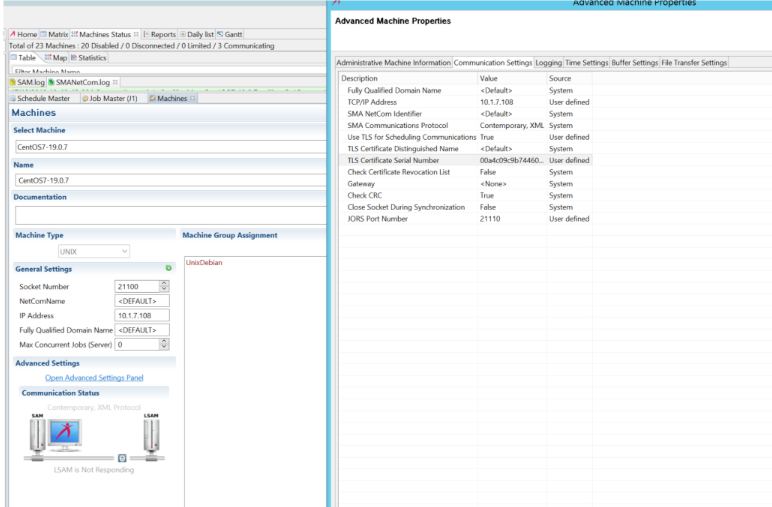 Advanced Machine Properties
Advanced Machine Properties
Home Matrix Machines Status Reports Daily list Gantt
Total of 23 Machines : 20 Disabled / 0 Disconnected / 0 Limited / 3 Communicating
Table Map Statistics
Filter Machine Name
SAM.log SMANetCom.log
Schedule Master Job Master (J1) Machines
Machines
Select Machine
CentOS7-19.0.7
Name
CentOS7-19.0.7
Documentation
Machine Type
UNIX
Machine Group Assignment
UnixDebian
General Settings
Socket Number 21100
NetComName <DEFAULT>
IP Address 10.1.7.108
Fully Qualified Domain Name <DEFAULT>
Max Concurrent Jobs (Server) 0
Advanced Settings
Open Advanced Settings Panel
Communication Status
Contemporary, XML Protocol
SAM LSAM
LSAM is Not Responding
Administrative Machine Information Communication Settings Logging Time Settings Buffer Settings File Transfer Settings
Description Value Source
Fully Qualified Domain Name <Default> System
TCP/IP Address 10.1.7.108 User defined
SMA NetCom Identifier <Default> System
SMA Communications Protocol Contemporary, XML System
Use TLS for Scheduling Communications True User defined
TLS Certificate Distinguished Name <Default> System
TLS Certificate Serial Number 00a4c09c9b74460... User defined
Check Certificate Revocation List False System
Gateway <None> System
Check CRC True System
Close Socket During Synchronization False System
JORS Port Number 21110 User defined